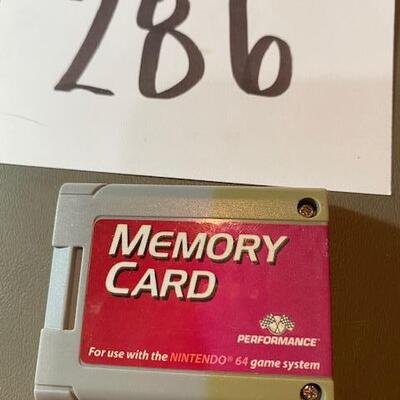 286
MEMORY
CARD
PERFORMANCE
For use with the NINTENDO® 64 game system